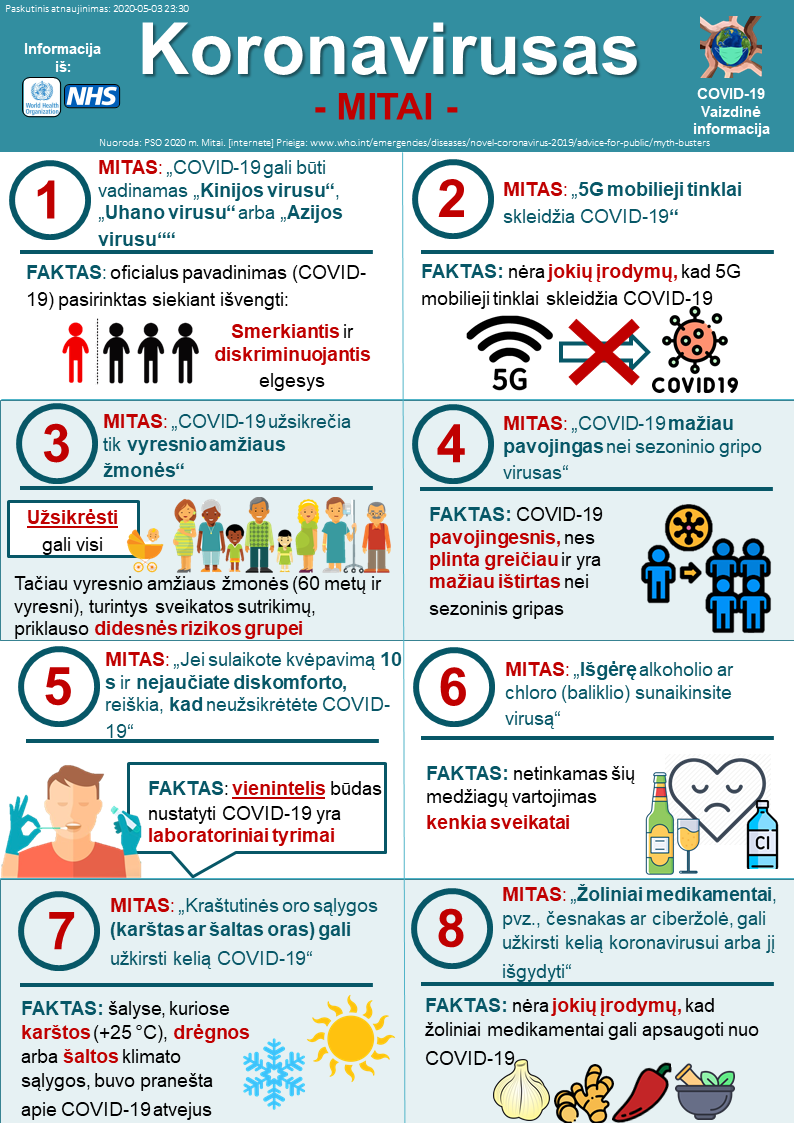 Paskutinis atnaujinimas: 2020-05-03 23:30
Informacija
iš:
World Health
Organization
NHS
Koronavirusas
- MITAI -
COVID-19
Vaizdinė
informacija
Nuoroda: PSO 2020 m. Mitai. [internete] Prieiga: www.who.int/emergencies/diseases/novel-coronavirus-2019/advice-for-public/myth-busters
1
MITAS: „COVID-19 gali būti
vadinamas „Kinijos virusu“,
„Uhano virusu“ arba „Azijos
virusu““
FAKTAS: oficialus pavadinimas (COVID-
19) pasirinktas siekiant išvengti:
Smerkiantis ir
diskriminuojantis
elgesys
2
MITAS: „5G mobilieji tinklai
skleidžia COVID-19“
FAKTAS: nėra jokių įrodymų, kad 5G
mobilieji tinklai skleidžia COVID-19
5G
COVID19
3
MITAS: „COVID-19 užsikrečia
tik vyresnio amžiaus
žmonės“
Užsikrėsti
gali visi
Tačiau vyresnio amžiaus žmonės (60 metų ir
vyresni), turintys sveikatos sutrikimų,
priklauso didesnės rizikos grupei
4
MITAS: „COVID-19 mažiau
pavojingas nei sezoninio gripo
virusas“
FAKTAS: COVID-19
pavojingesnis, nes
plinta greičiau ir yra
mažiau ištirtas nei
sezoninis gripas
5
MITAS: „Jei sulaikote kvėpavimą 10
s ir nejaučiate diskomforto,
reiškia, kad neužsikrėtėte COVID-
19“
FAKTAS: vienintelis būdas
nustatyti COVID-19 yra
laboratoriniai tyrimai
6
MITAS: „Išgėrę alkoholio ar
chloro (baliklio) sunaikinsite
virusą“
FAKTAS: netinkamas šių
medžiagų vartojimas
kenkia sveikatai
Cl
7
MITAS: „Kraštutinės oro sąlygos
(karštas ar šaltas oras) gali
užkirsti kelią COVID-19“
FAKTAS: šalyse, kuriose
karštos (+25 °C), drėgnos
arba šaltos klimato
sąlygos, buvo pranešta
apie COVID-19 atvejus
8
MITAS: „Žoliniai medikamentai,
pvz., česnakas ar ciberžolė, gali
užkirsti kelią koronavirusui arba jį
išgydyti“
FAKTAS: nėra jokių įrodymų, kad
žoliniai medikamentai gali apsaugoti nuo
COVID-19